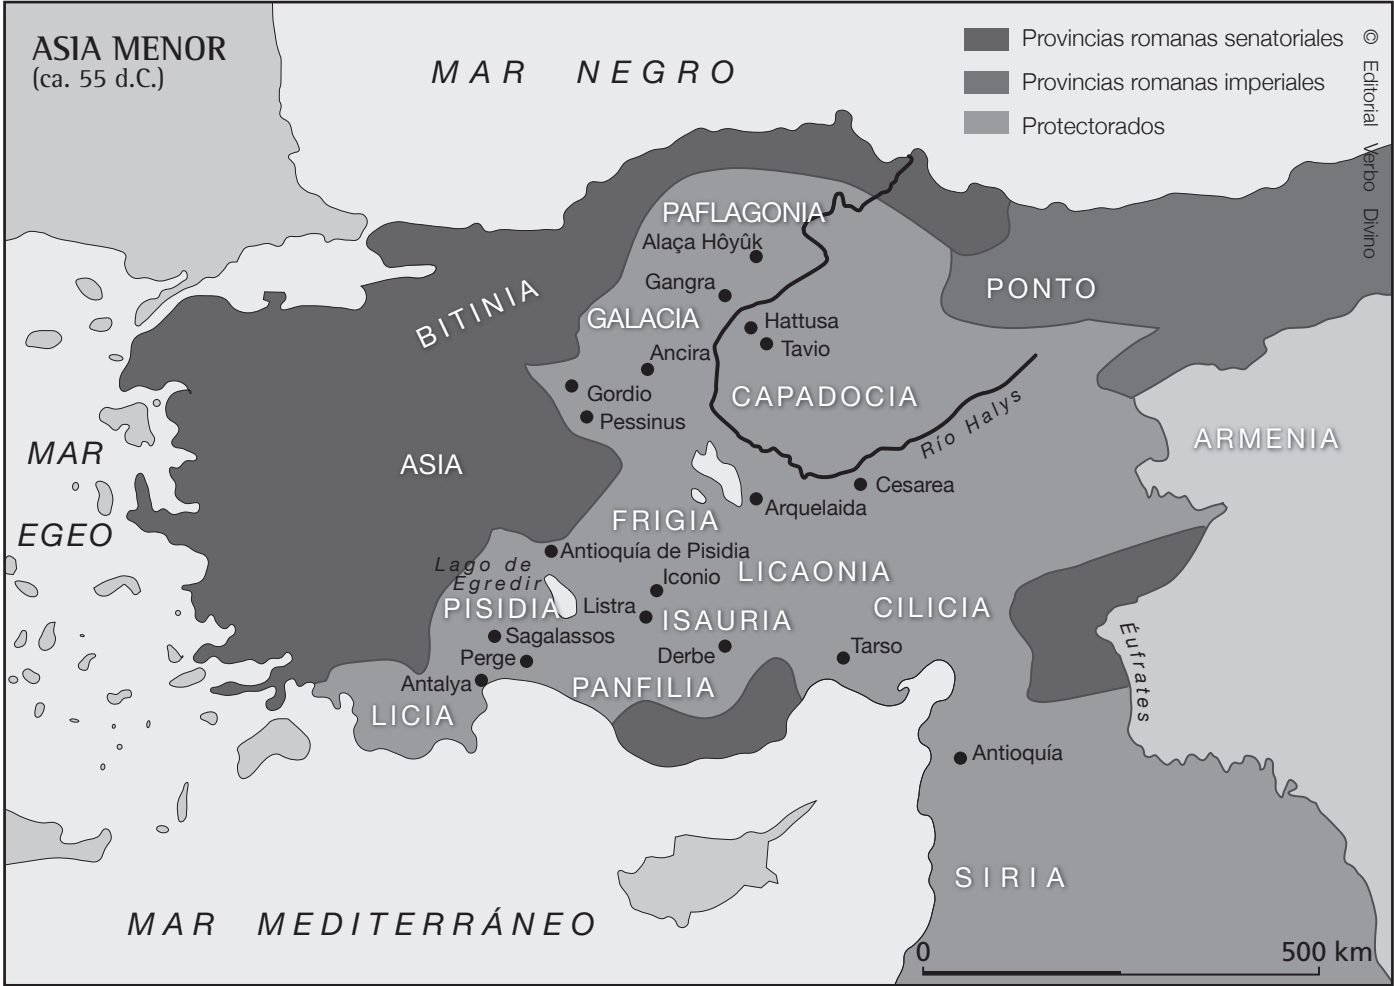 ASIA MENOR
(ca. 55 d.C.)
MAR NEGRO
Provincias romanas senatoriales
Provincias romanas imperiales
Protectorados
© Editorial Verbo Divino
PAFLAGONIA
Alaça Hôyûk
Gangra
BITINIA
GALACIA
PONTO
Hattusa
Tavio
Ancira
Gordio
Pessinus
CAPADOCIA
Río Halys
ARMENIA
MAR
EGEO
ASIA
Cesarea
Arquelaida
FRIGIA
Antioquía de Pisidia
Lago de
Egredir
Iconio
LICAONIA
PISIDIA
Listra
ISAURIA
CILICIA
Sagalassos
Perge
Derbe
Tarso
Antalya
PANFILIA
LICIA
Éufrates
Antioquía
SIRIA
MAR MEDITERRÁNEO
0 500 km